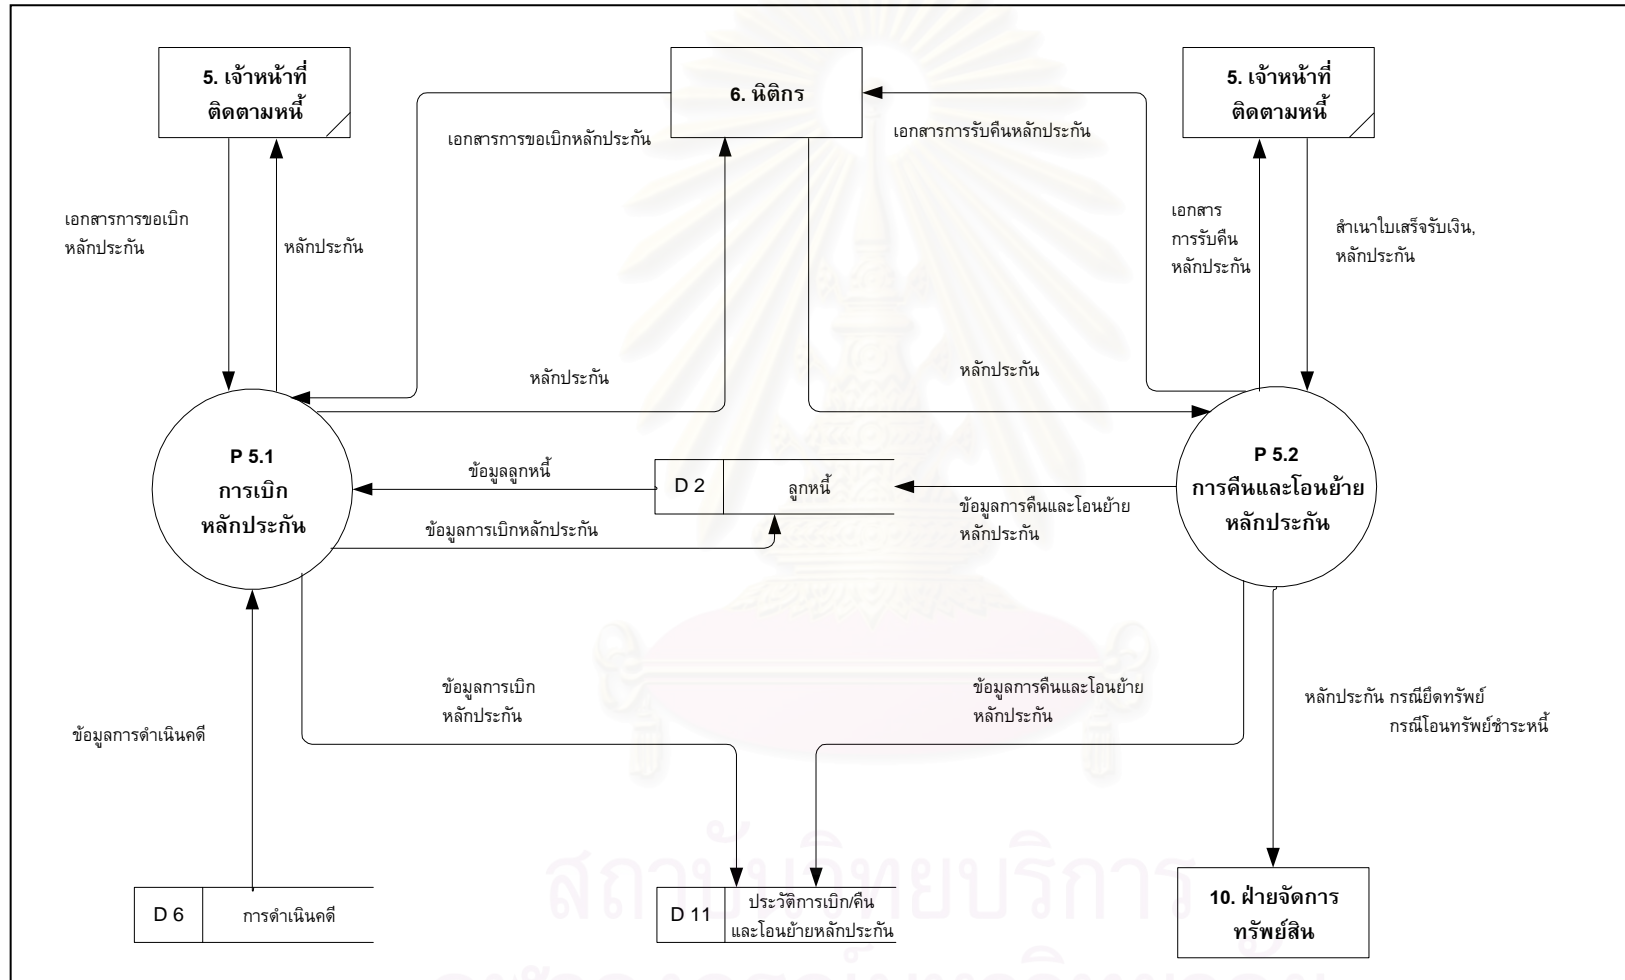 5. เจ้าหน้าที่
ติดตามหนี้
6. นิติกร
5. เจ้าหน้าที่
ติดตามหนี้
เอกสารการขอเบิกหลักประกัน
เอกสารการรับคืนหลักประกัน
เอกสารการขอเบิก
หลักประกัน
หลักประกัน
เอกสาร
การรับคืน
หลักประกัน
สำเนาใบเสร็จรับเงิน,
หลักประกัน
หลักประกัน
หลักประกัน
P 5.1
การเบิก
หลักประกัน
ข้อมูลลูกหนี้
D 2
ลูกหนี้
ข้อมูลการเบิกหลักประกัน
ข้อมูลการคืนและโอนย้าย
หลักประกัน
P 5.2
การคืนและโอนย้าย
หลักประกัน
ข้อมูลการดำเนินคดี
ข้อมูลการเบิก
หลักประกัน
ข้อมูลการคืนและโอนย้าย
หลักประกัน
หลักประกัน กรณียึดทรัพย์
กรณีโอนทรัพย์ชำระหนี้
D 6
การดำเนินคดี
D 11
ประวัติการเบิก/คืน
และโอนย้ายหลักประกัน
10. ฝ่ายจัดการ
ทรัพย์สิน
สถาบันวิทยบริการ